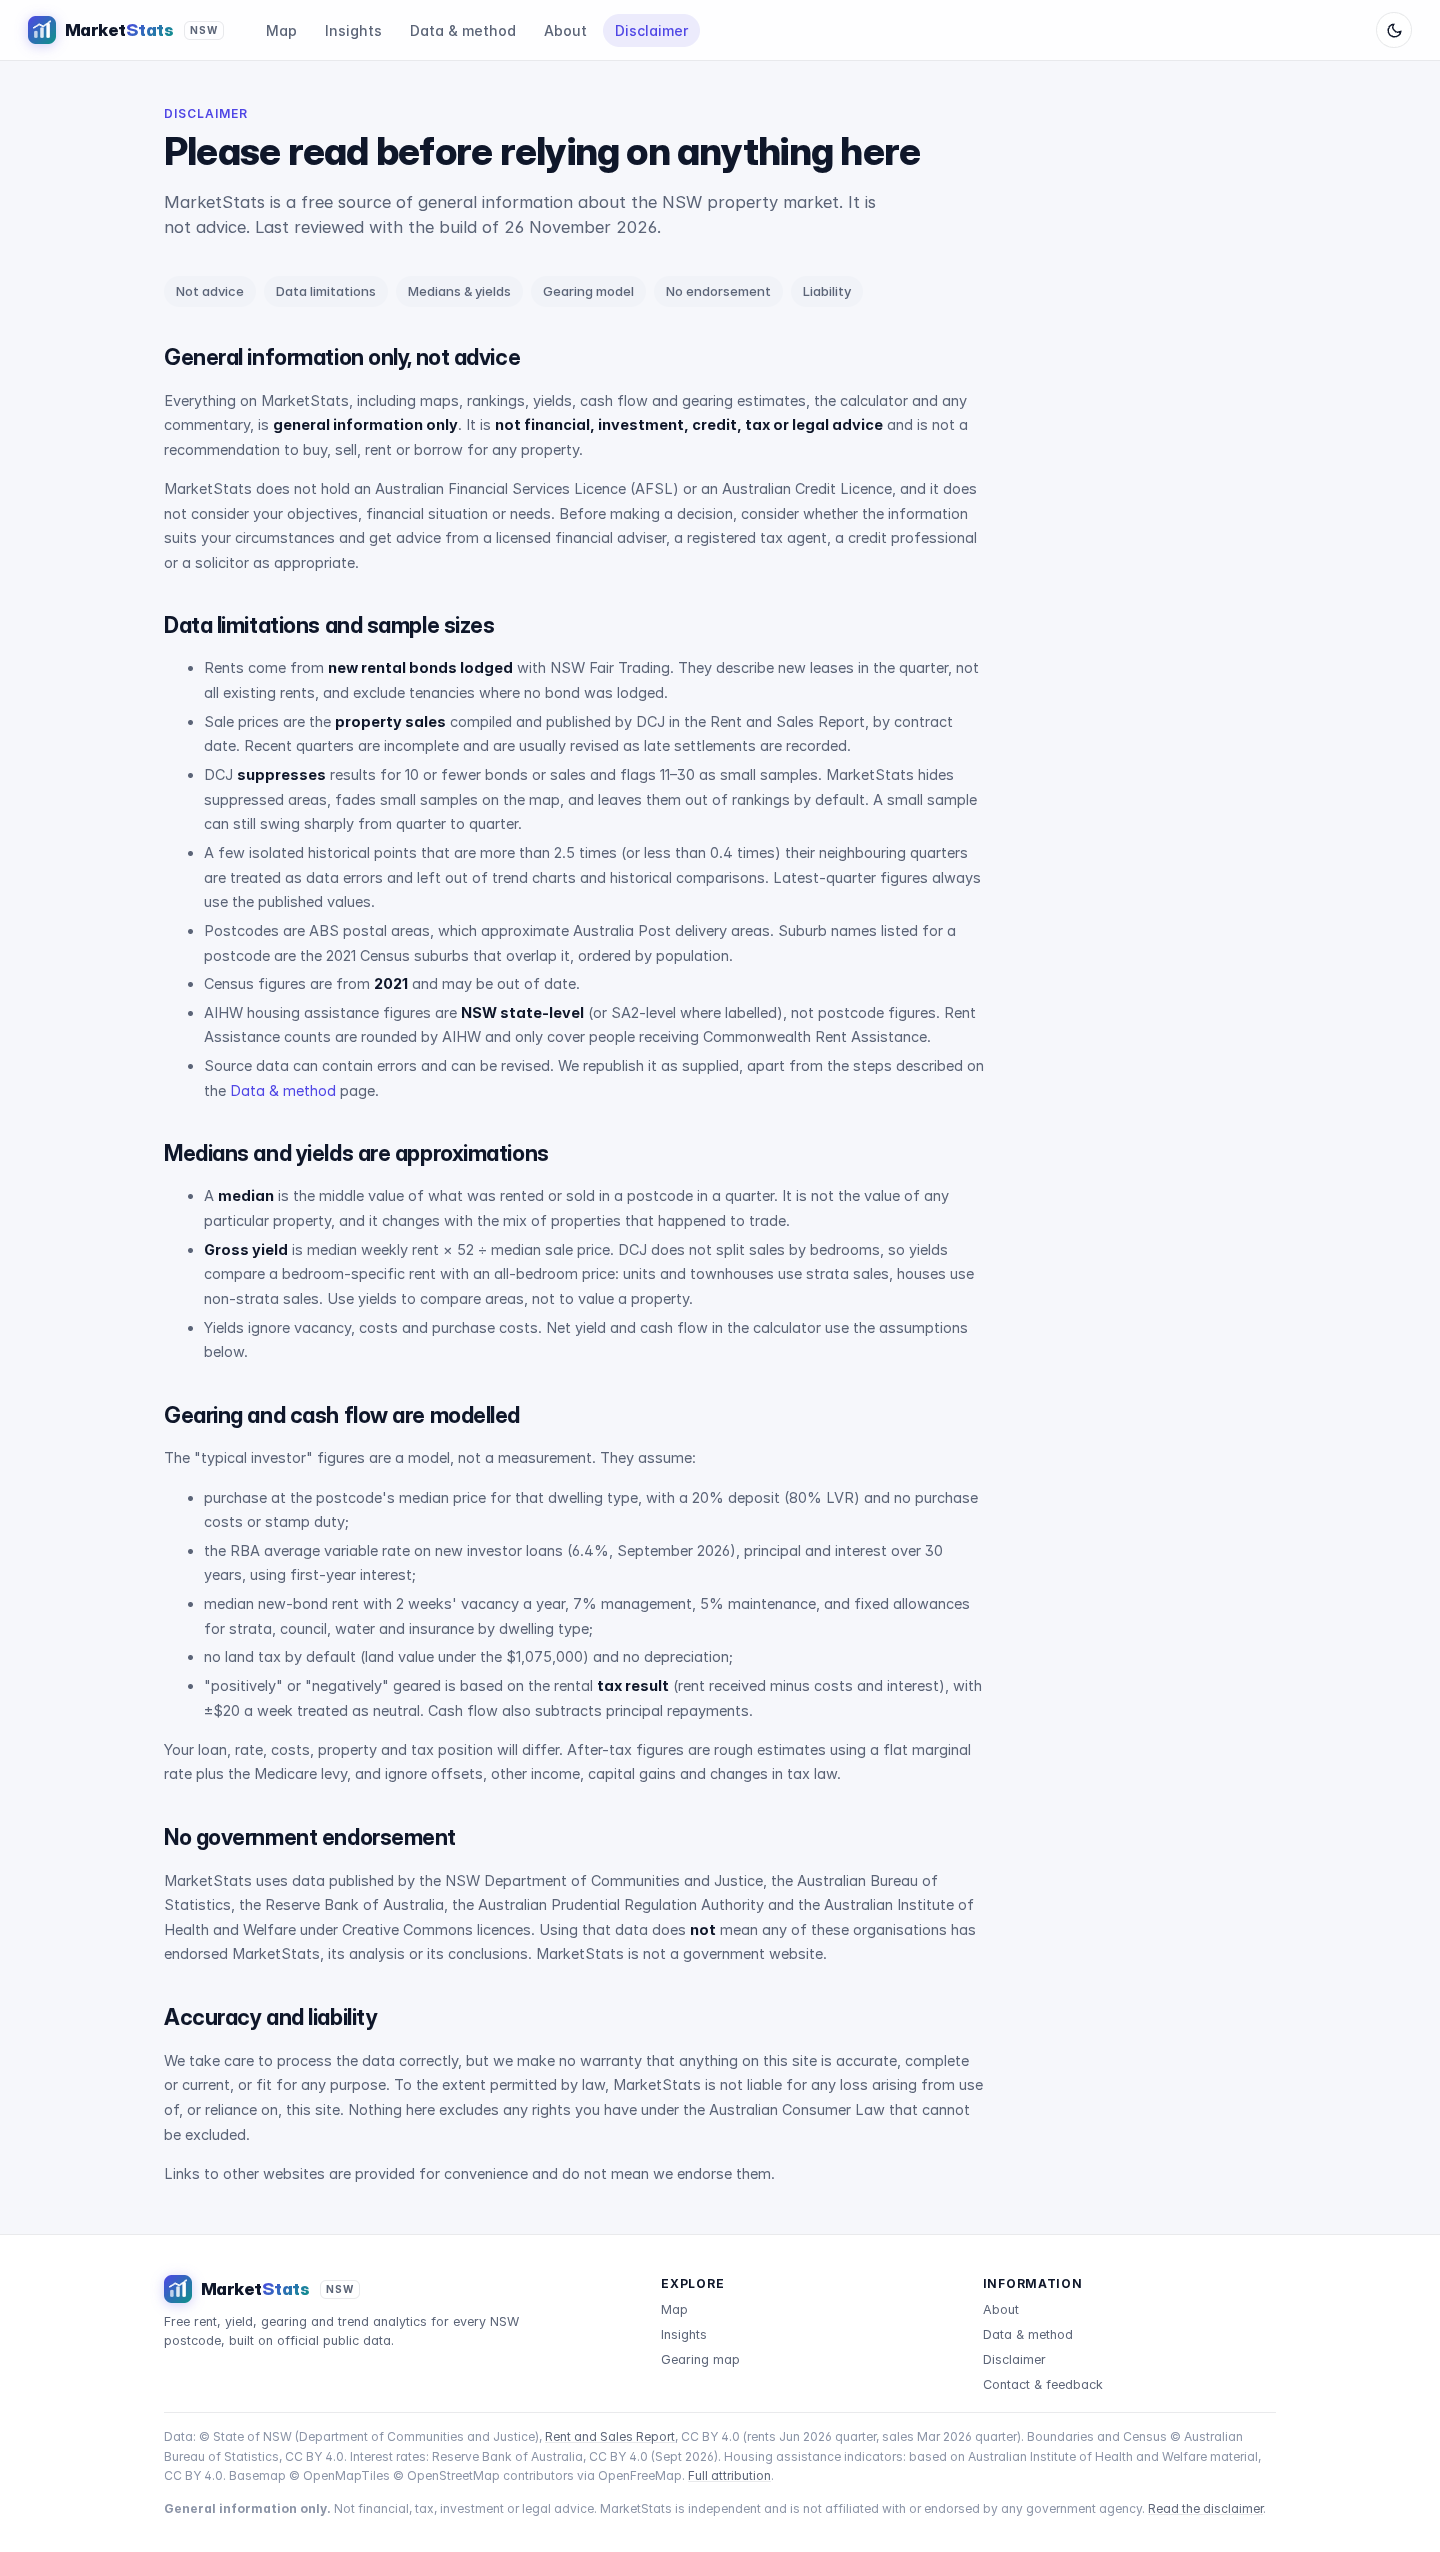 MarketStats NSW Map Insights Data & method About Disclaimer
DISCLAIMER
Please read before relying on anything here
MarketStats is a free source of general information about the NSW property market. It is
not advice. Last reviewed with the build of 26 November 2026.
Not advice Data limitations Medians & yields Gearing model No endorsement Liability
General information only, not advice
Everything on MarketStats, including maps, rankings, yields, cash flow and gearing estimates, the calculator and any
commentary, is general information only. It is not financial, investment, credit, tax or legal advice and is not a
recommendation to buy, sell, rent or borrow for any property.
MarketStats does not hold an Australian Financial Services Licence (AFSL) or an Australian Credit Licence, and it does
not consider your objectives, financial situation or needs. Before making a decision, consider whether the information
suits your circumstances and get advice from a licensed financial adviser, a registered tax agent, a credit professional
or a solicitor as appropriate.
Data limitations and sample sizes
• Rents come from new rental bonds lodged with NSW Fair Trading. They describe new leases in the quarter, not
all existing rents, and exclude tenancies where no bond was lodged.
• Sale prices are the property sales compiled and published by DCJ in the Rent and Sales Report, by contract
date. Recent quarters are incomplete and are usually revised as late settlements are recorded.
• DCJ suppresses results for 10 or fewer bonds or sales and flags 11–30 as small samples. MarketStats hides
suppressed areas, fades small samples on the map, and leaves them out of rankings by default. A small sample
can still swing sharply from quarter to quarter.
• A few isolated historical points that are more than 2.5 times (or less than 0.4 times) their neighbouring quarters
are treated as data errors and left out of trend charts and historical comparisons. Latest-quarter figures always
use the published values.
• Postcodes are ABS postal areas, which approximate Australia Post delivery areas. Suburb names listed for a
postcode are the 2021 Census suburbs that overlap it, ordered by population.
• Census figures are from 2021 and may be out of date.
• AIHW housing assistance figures are NSW state-level (or SA2-level where labelled), not postcode figures. Rent
Assistance counts are rounded by AIHW and only cover people receiving Commonwealth Rent Assistance.
• Source data can contain errors and can be revised. We republish it as supplied, apart from the steps described on
the Data & method page.
Medians and yields are approximations
• A median is the middle value of what was rented or sold in a postcode in a quarter. It is not the value of any
particular property, and it changes with the mix of properties that happened to trade.
• Gross yield is median weekly rent × 52 ÷ median sale price. DCJ does not split sales by bedrooms, so yields
compare a bedroom-specific rent with an all-bedroom price: units and townhouses use strata sales, houses use
non-strata sales. Use yields to compare areas, not to value a property.
• Yields ignore vacancy, costs and purchase costs. Net yield and cash flow in the calculator use the assumptions
below.
Gearing and cash flow are modelled
The "typical investor" figures are a model, not a measurement. They assume:
• purchase at the postcode's median price for that dwelling type, with a 20% deposit (80% LVR) and no purchase
costs or stamp duty;
• the RBA average variable rate on new investor loans (6.4%, September 2026), principal and interest over 30
years, using first-year interest;
• median new-bond rent with 2 weeks' vacancy a year, 7% management, 5% maintenance, and fixed allowances
for strata, council, water and insurance by dwelling type;
• no land tax by default (land value under the $1,075,000) and no depreciation;
• "positively" or "negatively" geared is based on the rental tax result (rent received minus costs and interest), with
±$20 a week treated as neutral. Cash flow also subtracts principal repayments.
Your loan, rate, costs, property and tax position will differ. After-tax figures are rough estimates using a flat marginal
rate plus the Medicare levy, and ignore offsets, other income, capital gains and changes in tax law.
No government endorsement
MarketStats uses data published by the NSW Department of Communities and Justice, the Australian Bureau of
Statistics, the Reserve Bank of Australia, the Australian Prudential Regulation Authority and the Australian Institute of
Health and Welfare under Creative Commons licences. Using that data does not mean any of these organisations has
endorsed MarketStats, its analysis or its conclusions. MarketStats is not a government website.
Accuracy and liability
We take care to process the data correctly, but we make no warranty that anything on this site is accurate, complete
or current, or fit for any purpose. To the extent permitted by law, MarketStats is not liable for any loss arising from use
of, or reliance on, this site. Nothing here excludes any rights you have under the Australian Consumer Law that cannot
be excluded.
Links to other websites are provided for convenience and do not mean we endorse them.
MarketStats NSW
Free rent, yield, gearing and trend analytics for every NSW
postcode, built on official public data.
EXPLORE
Map
Insights
Gearing map
INFORMATION
About
Data & method
Disclaimer
Contact & feedback
Data: © State of NSW (Department of Communities and Justice), Rent and Sales Report, CC BY 4.0 (rents Jun 2026 quarter, sales Mar 2026 quarter). Boundaries and Census © Australian
Bureau of Statistics, CC BY 4.0. Interest rates: Reserve Bank of Australia, CC BY 4.0 (Sept 2026). Housing assistance indicators: based on Australian Institute of Health and Welfare material,
CC BY 4.0. Basemap © OpenMapTiles © OpenStreetMap contributors via OpenFreeMap. Full attribution.
General information only. Not financial, tax, investment or legal advice. MarketStats is independent and is not affiliated with or endorsed by any government agency. Read the disclaimer.